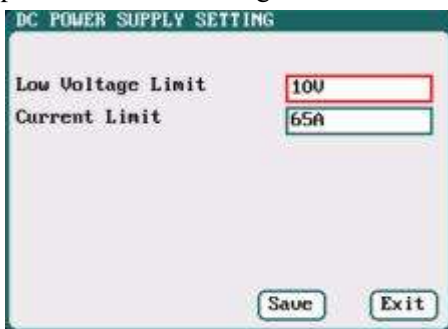 DC POWER SUPPLY SETTING
Low Voltage Limit 10V
Current Limit 65A
Save Exit